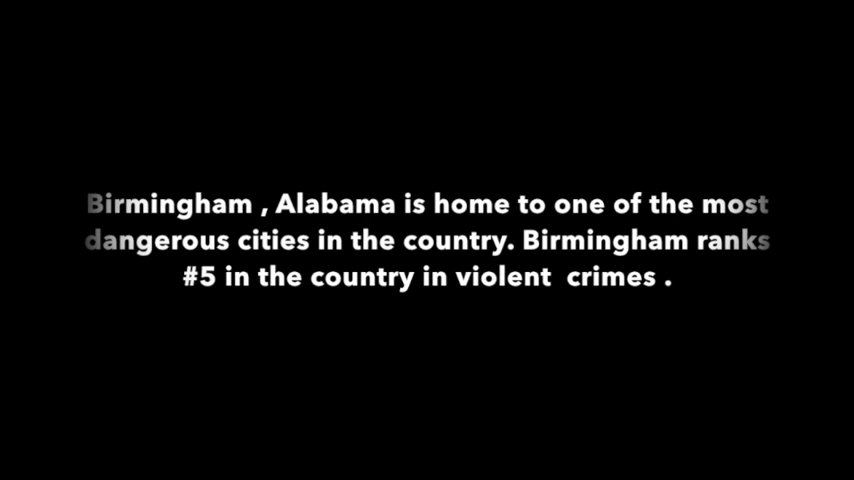 Birmingham , Alabama is home to one of the most
dangerous cities in the country. Birmingham ranks
#5 in the country in violent  crimes .